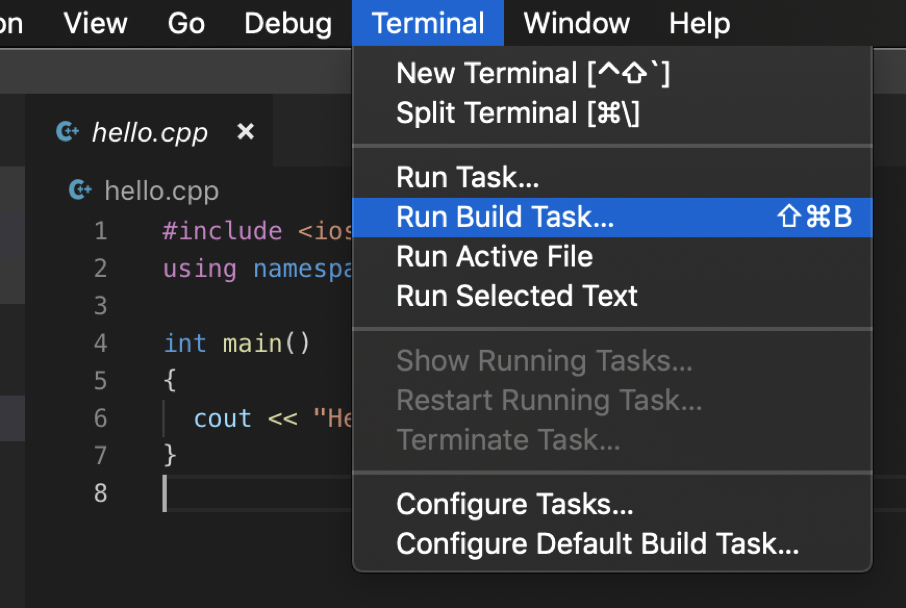 on View Go Debug Terminal Window Help
New Terminal [^⇧`]
Split Terminal [⌘\]
hello.cpp ×
Run Task...
hello.cpp
Run Build Task... ⇧⌘B
1 #include <ios
Run Active File
2 using namespa
Run Selected Text
3
4 int main()
Show Running Tasks...
5 {
Restart Running Task...
6 cout << "He
Terminate Task...
7 }
8
Configure Tasks...
Configure Default Build Task...